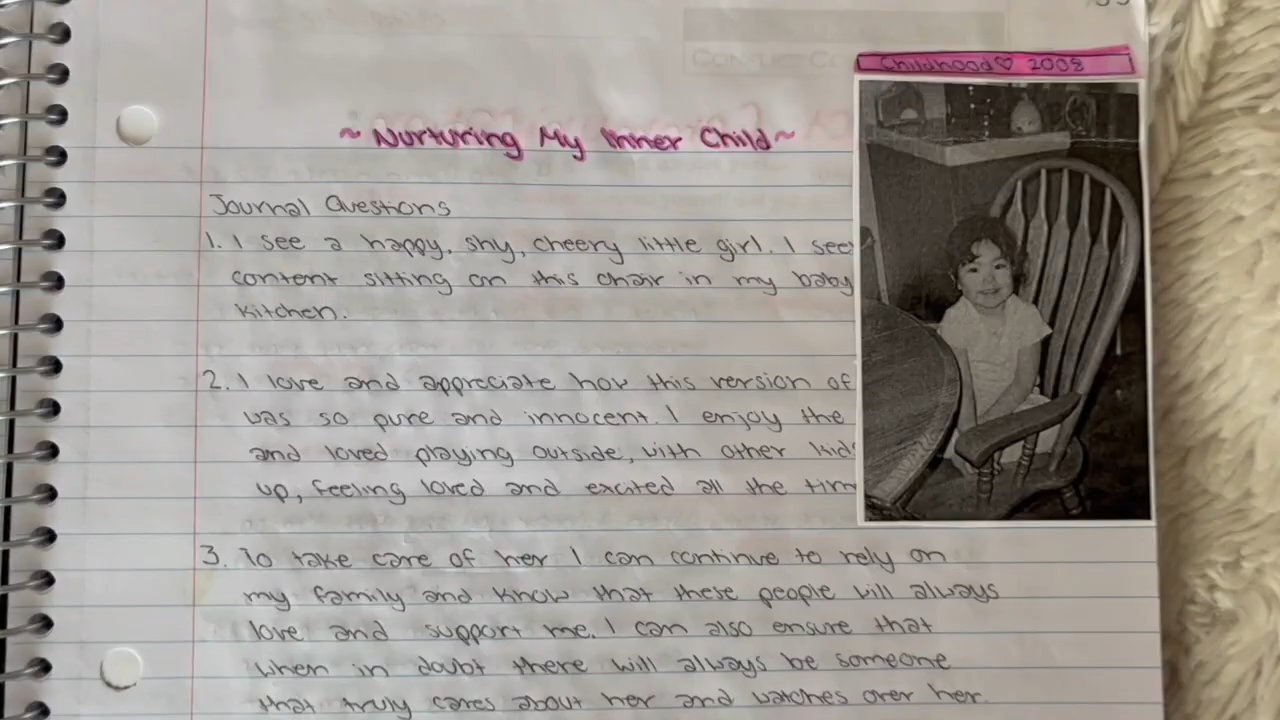 Childhood♡ 2008
~ Nurturing My Inner Child ~
Journal Questions
1. I see a happy, shy, cheery little girl. I see
content sitting on this chair in my baby
kitchen.
2. I love and appreciate how this version of
was so pure and innocent. I enjoy the
and loved playing outside, with other kids
up, feeling loved and excited all the time
3. To take care of her I can continue to rely on
my family and know that these people will always
love and support me. I can also ensure that
when in doubt there will always be someone
that truly cares about her and watches over her.